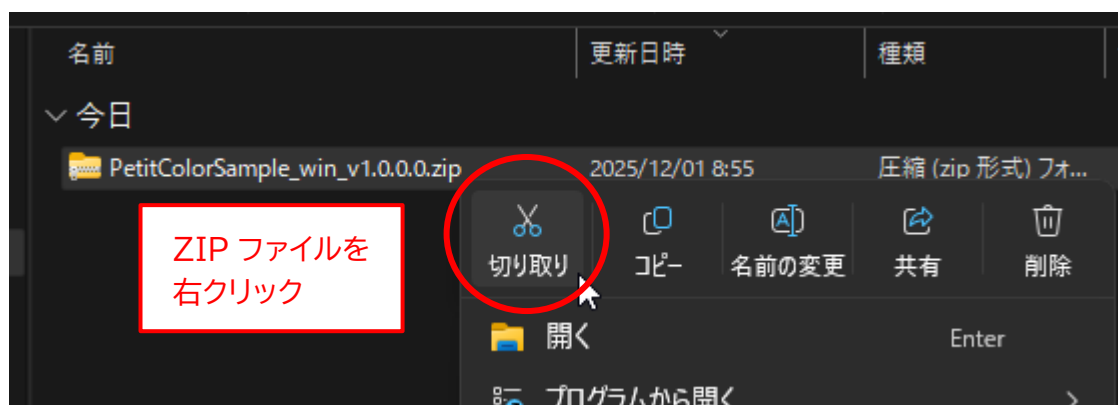 名前 更新日時 種類
今日
PetitColorSample_win_v1.0.0.0.zip 2025/12/01 8:55 圧縮 (zip 形式) フォ...
ZIP ファイルを
右クリック
切り取り コピー 名前の変更 共有 削除
開く Enter
プログラムから開く